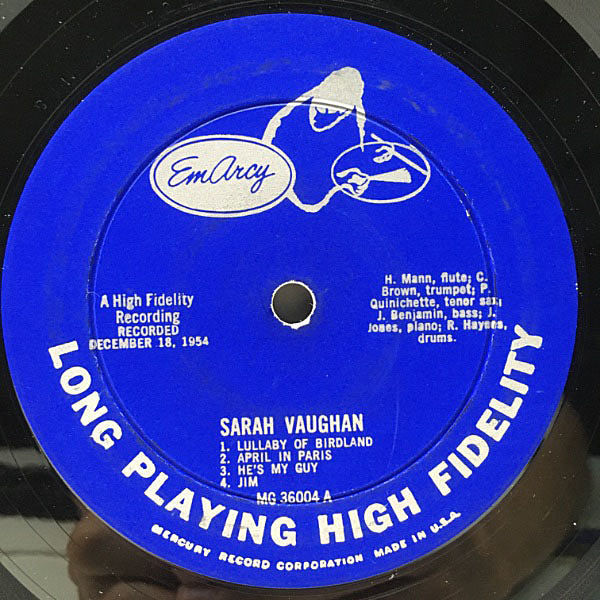 EmArcy
A High Fidelity
Recording
RECORDED
DECEMBER 18, 1954
H. Mann, flute; C.
Brown, trumpet; P.
Quinichette, tenor sax;
J. Benjamin, bass; J.
Jones, piano; R. Haynes,
drums.
SARAH VAUGHAN
1. LULLABY OF BIRDLAND
2. APRIL IN PARIS
3. HE'S MY GUY
4. JIM
MG 36004 A
LONG PLAYING HIGH FIDELITY
MERCURY RECORD CORPORATION MADE IN U.S.A.